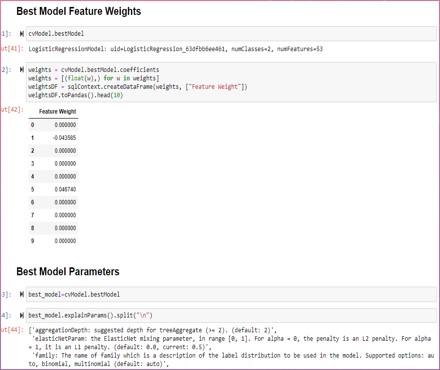 Best Model Feature Weights
1]: cvModel.bestModel
ut[41]: LogisticRegressionModel: uid=LogisticRegression_63dfbb6ee461, numClasses=2, numFeatures=53
2]: weights = cvModel.bestModel.coefficients
weights = [(float(w),) for w in weights]
weightsDF = sqlContext.createDataFrame(weights, ["Feature Weight"])
weightsDF.toPandas().head(10)
ut[42]:
Feature Weight
0 0.000000
1 -0.043585
2 0.000000
3 0.000000
4 0.000000
5 0.046740
6 0.000000
7 0.000000
8 0.000000
9 0.000000
Best Model Parameters
3]: best_model=cvModel.bestModel
4]: best_model.explainParams().split("\n")
ut[44]: ['aggregationDepth: suggested depth for treeAggregate (>= 2). (default: 2)',
'elasticNetParam: the ElasticNet mixing parameter, in range [0, 1]. For alpha = 0, the penalty is an L2 penalty. For alpha
= 1, it is an L1 penalty. (default: 0.0, current: 0.5)',
'family: The name of family which is a description of the label distribution to be used in the model. Supported options: au
to, binomial, multinomial (default: auto)',